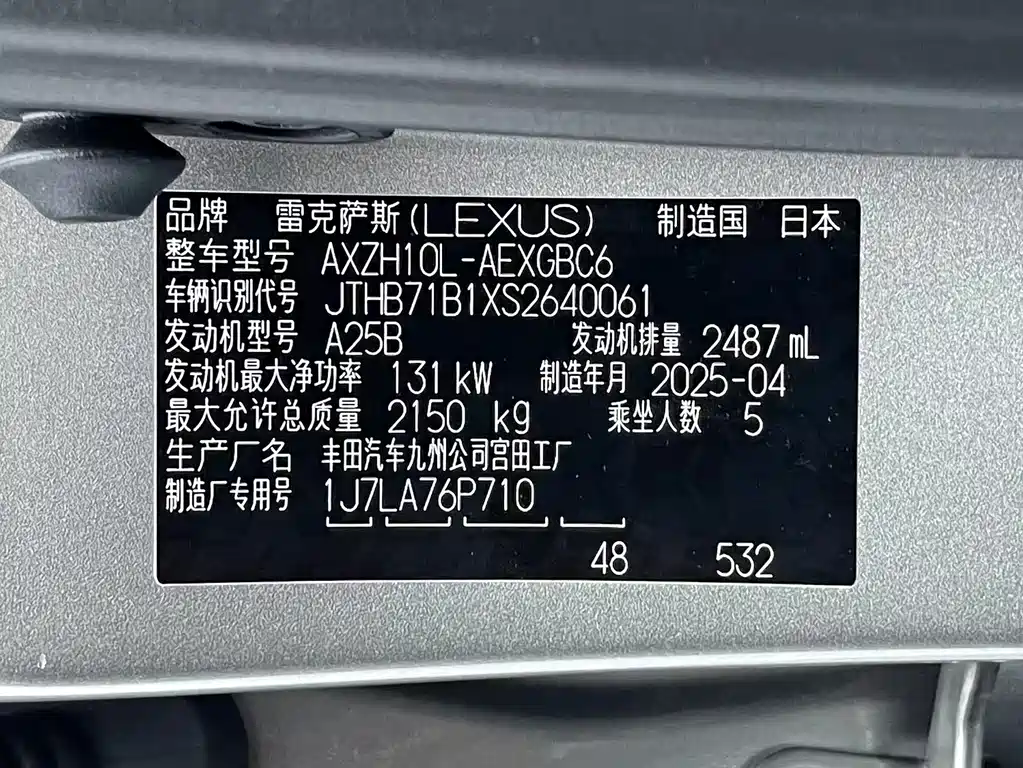 品牌 雷克萨斯(LEXUS) 制造国 日本
整车型号 AXZH10L-AEXGBC6
车辆识别代号 JTHB71B1XS2640061
发动机型号 A25B 发动机排量 2487 mL
发动机最大净功率 131 kW 制造年月 2025-04
最大允许总质量 2150 kg 乘坐人数 5
生产厂名 丰田汽车九州公司宫田工厂
制造厂专用号 1J7LA76P710
48 532